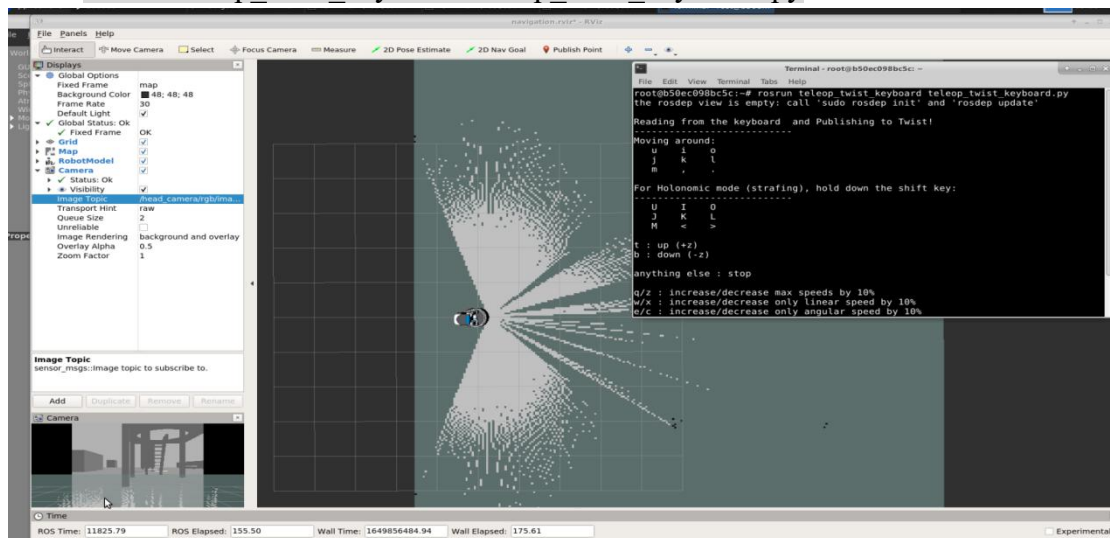 navigation.rviz* - RViz
File Panels Help
Interact Move Camera Select Focus Camera Measure 2D Pose Estimate 2D Nav Goal Publish Point
Displays
Global Options
Fixed Frame map
Background Color 48; 48; 48
Frame Rate 30
Default Light
Global Status: Ok
Fixed Frame OK
Grid
Map
RobotModel
Camera
Status: Ok
Visibility
Image Topic /head_camera/rgb/ima...
Transport Hint raw
Queue Size 2
Unreliable
Image Rendering background and overlay
Overlay Alpha 0.5
Zoom Factor 1
Image Topic
sensor_msgs::Image topic to subscribe to.
Add Duplicate Remove Rename
Camera
Terminal - root@b50ec098bc5c: ~
File Edit View Terminal Tabs Help
root@b50ec098bc5c:~# rosrun teleop_twist_keyboard teleop_twist_keyboard.py
the rosdep view is empty: call 'sudo rosdep init' and 'rosdep update'
Reading from the keyboard and Publishing to Twist!
---------------------------
Moving around:
u i o
j k l
m , .
For Holonomic mode (strafing), hold down the shift key:
---------------------------
U I O
J K L
M < >
t : up (+z)
b : down (-z)
anything else : stop
q/z : increase/decrease max speeds by 10%
w/x : increase/decrease only linear speed by 10%
e/c : increase/decrease only angular speed by 10%
Time
ROS Time: 11825.79 ROS Elapsed: 155.50 Wall Time: 1649856484.94 Wall Elapsed: 175.61 Experimental